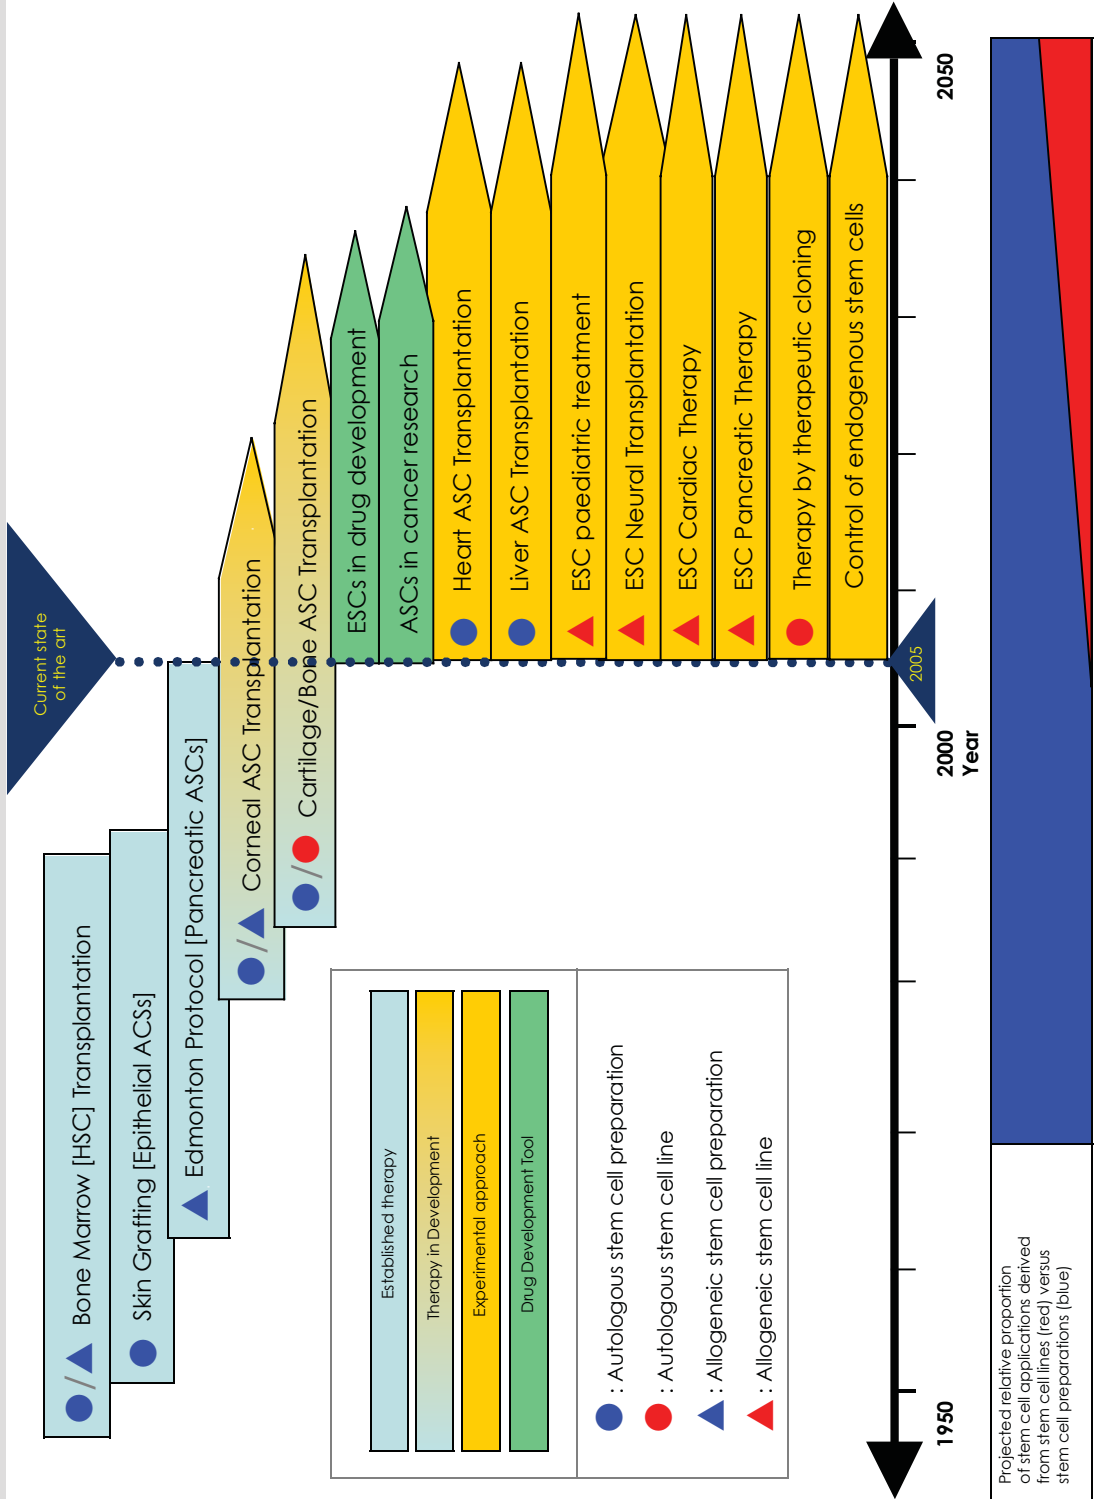 Current state
of the art
Bone Marrow [HSC] Transplantation
Skin Grafting [Epithelial ACSs]
Edmonton Protocol [Pancreatic ASCs]
/
Corneal ASC Transplantation
/
Cartilage/Bone ASC Transplantation
/
ESCs in drug development
ASCs in cancer research
Heart ASC Transplantation
Liver ASC Transplantation
ESC paediatric treatment
ESC Neural Transplantation
ESC Cardiac Therapy
ESC Pancreatic Therapy
Therapy by therapeutic cloning
Control of endogenous stem cells
Established therapy
Therapy in Development
Experimental approach
Drug Development Tool
: Autologous stem cell preparation
: Autologous stem cell line
: Allogeneic stem cell preparation
: Allogeneic stem cell line
2005
1950
2000
2050
Year
Projected relative proportion
of stem cell applications derived
from stem cell lines (red) versus
stem cell preparations (blue)